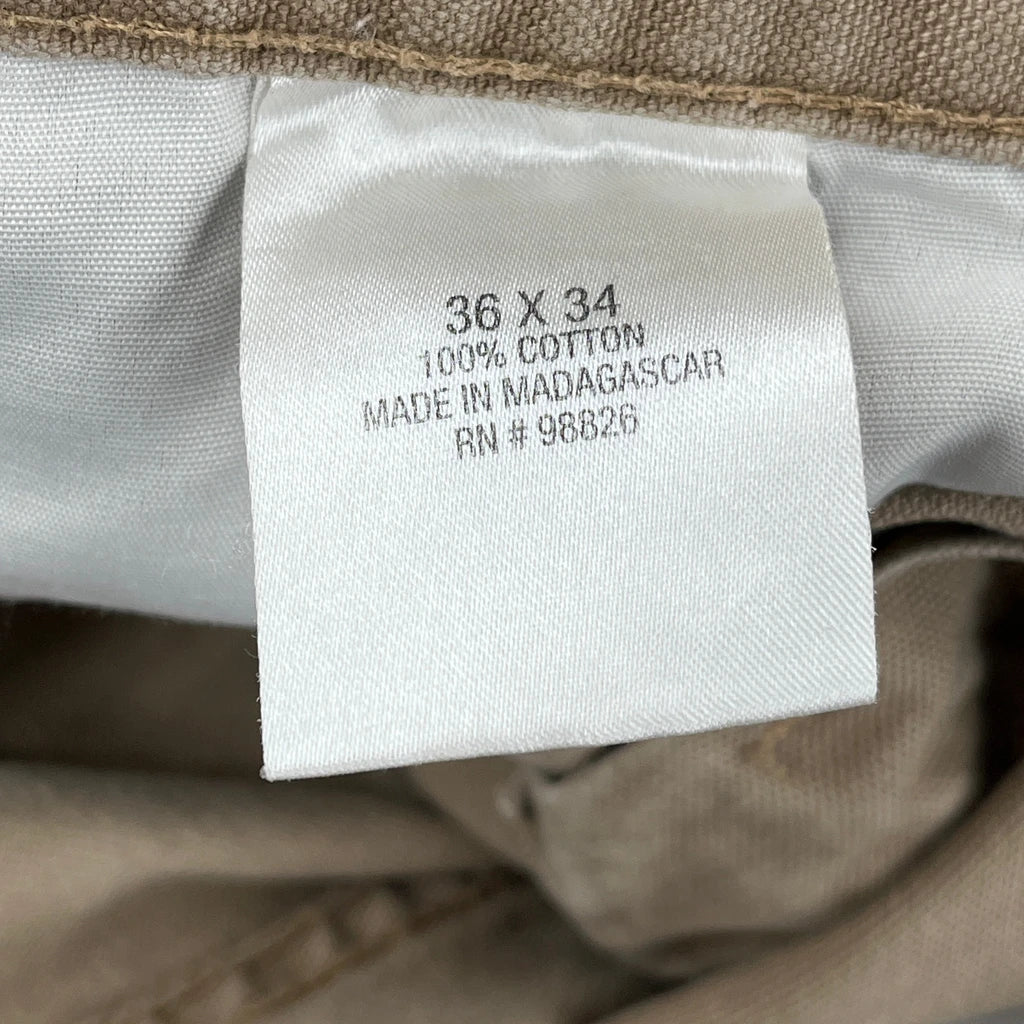 36 X 34
100% COTTON
MADE IN MADAGASCAR
RN # 98826